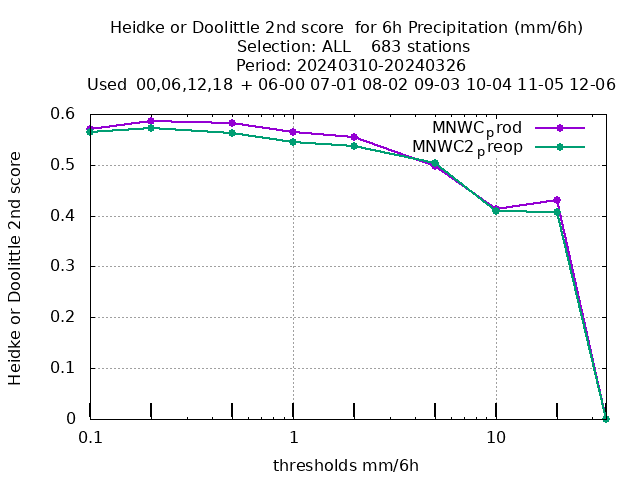 Heidke or Doolittle 2nd score  for 6h Precipitation (mm/6h)
Selection: ALL    683 stations
Period: 20240310-20240326
Used  00,06,12,18  + 06-00 07-01 08-02 09-03 10-04 11-05 12-06
MNWCprod
MNWC2preop
Heidke or Doolittle 2nd score
0.6
0.5
0.4
0.3
0.2
0.1
0
0.1
1
10
thresholds mm/6h